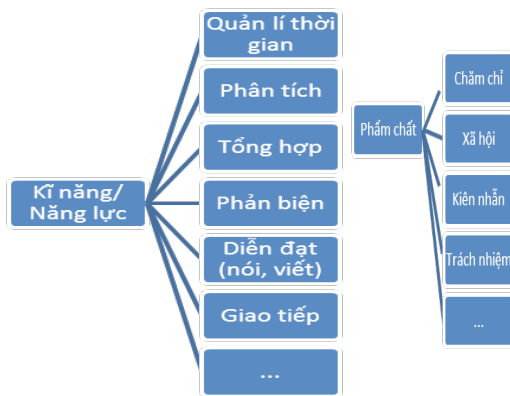 Kĩ năng/
Năng lực
Quản lí thời
gian
Phân tích
Tổng hợp
Phản biện
Diễn đạt
(nói, viết)
Giao tiếp
...
Phẩm chất
Chăm chỉ
Xã hội
Kiên nhẫn
Trách nhiệm
...